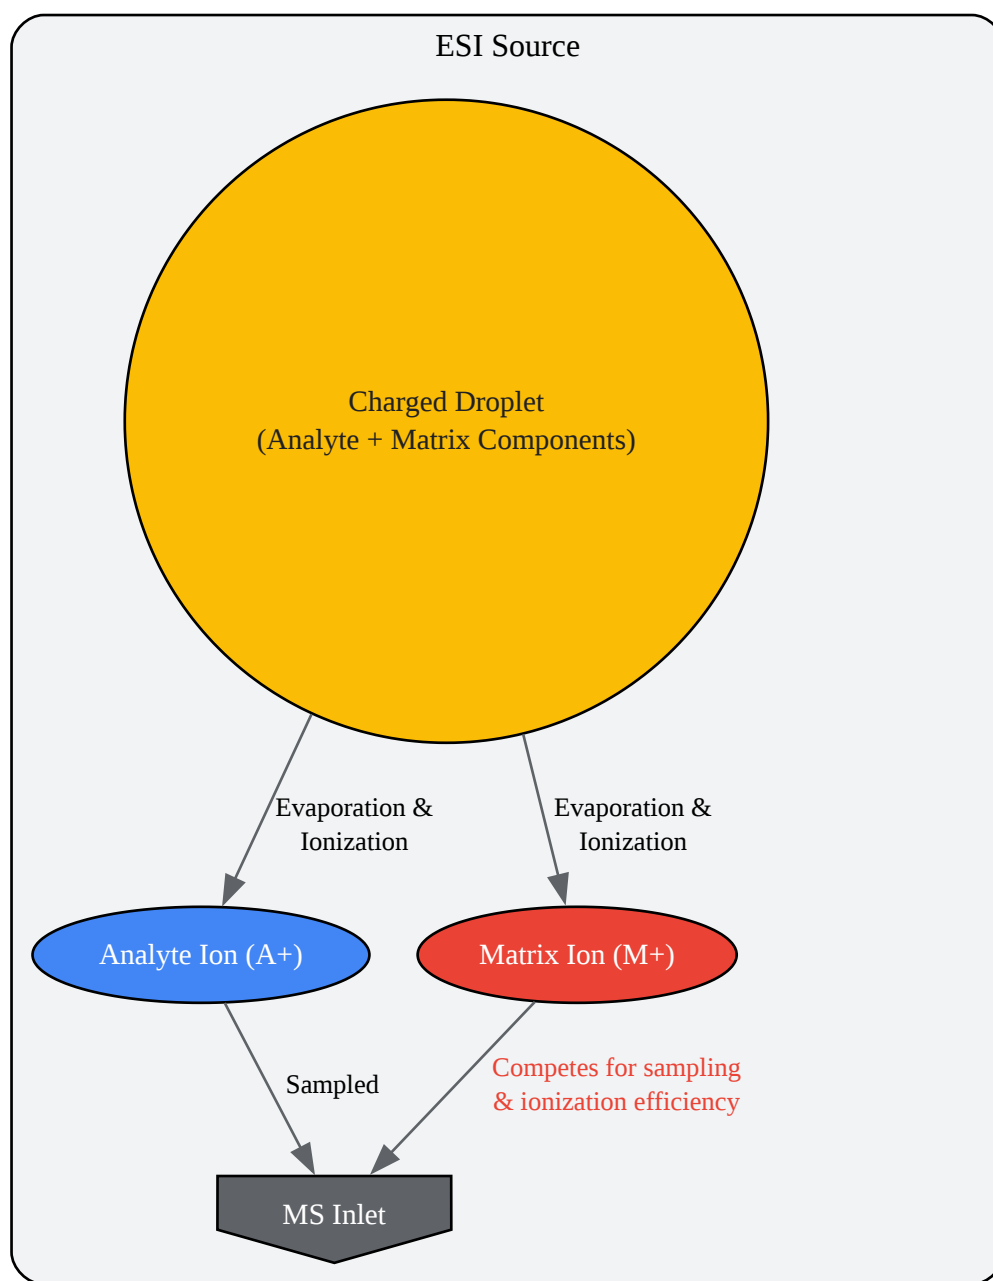 ESI Source
Charged Droplet
(Analyte + Matrix Components)
Evaporation &
Ionization
Evaporation &
Ionization
Analyte Ion (A+)
Matrix Ion (M+)
Sampled
Competes for sampling
& ionization efficiency
MS Inlet